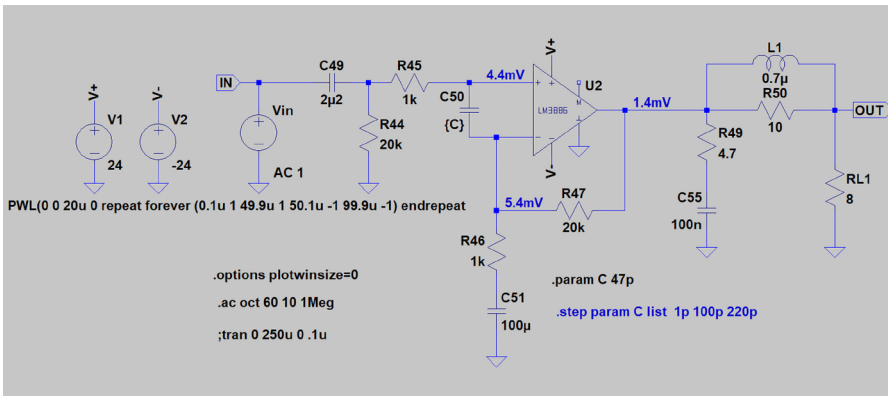 C49
2µ2
R45
1k
IN
4.4mV
V+
U2
LM3886
M
V-
1.4mV
L1
0.7µ
R50
10
OUT
V+
V-
V1
24
V2
-24
Vin
AC 1
R44
20k
C50
{C}
R47
20k
5.4mV
R46
1k
C51
100µ
R49
4.7
C55
100n
RL1
8
PWL(0 0 20u 0 repeat forever (0.1u 1 49.9u 1 50.1u -1 99.9u -1) endrepeat
.options plotwinsize=0
.ac oct 60 10 1Meg
;tran 0 250u 0 .1u
.param C 47p
.step param C list 1p 100p 220p